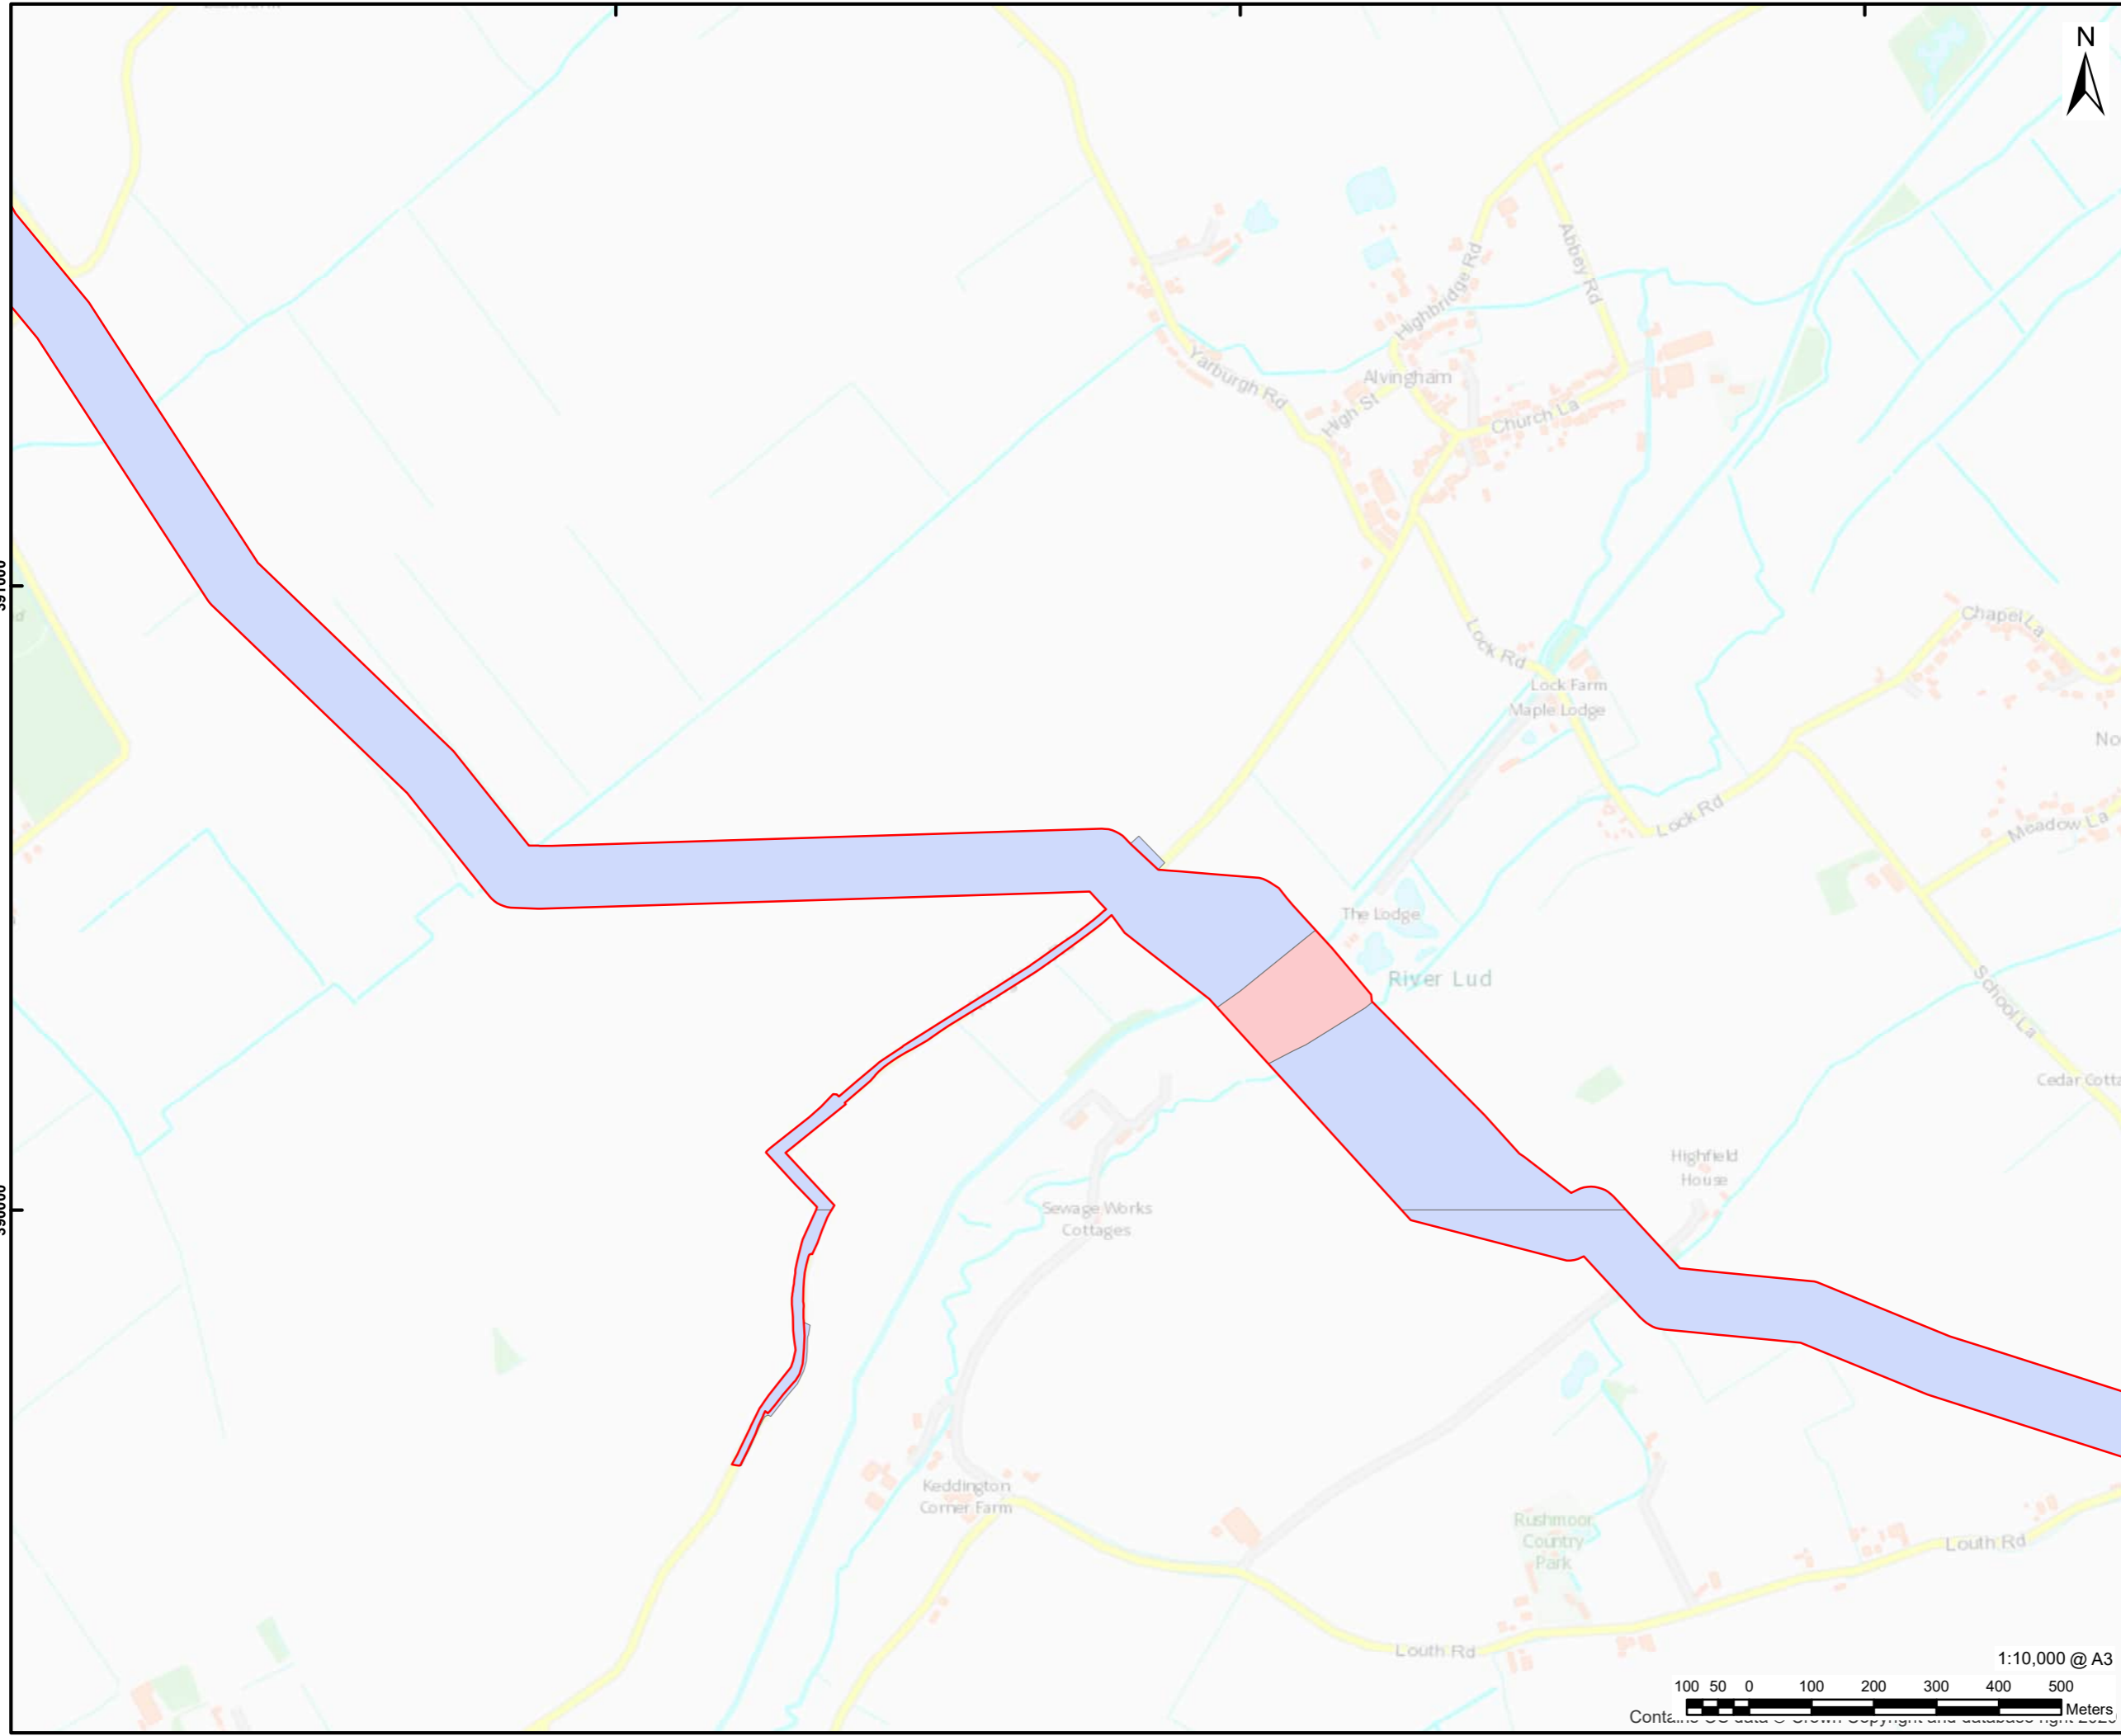 N
Abbey Rd
Highbridge Rd
Yarburgh Rd
Alvingham
High St
Church La
Lock Rd
Chapel La
Lock Farm
Maple Lodge
No
Lock Rd
Meadow La
The Lodge
River Lud
School La
Cedar Cotta
Highfield
House
Sewage Works
Cottages
Keddington
Corner Farm
Rushmoor
Country
Park
Louth Rd
Louth Rd
1:10,000 @ A3
100 50 0 100 200 300 400 500
Meters